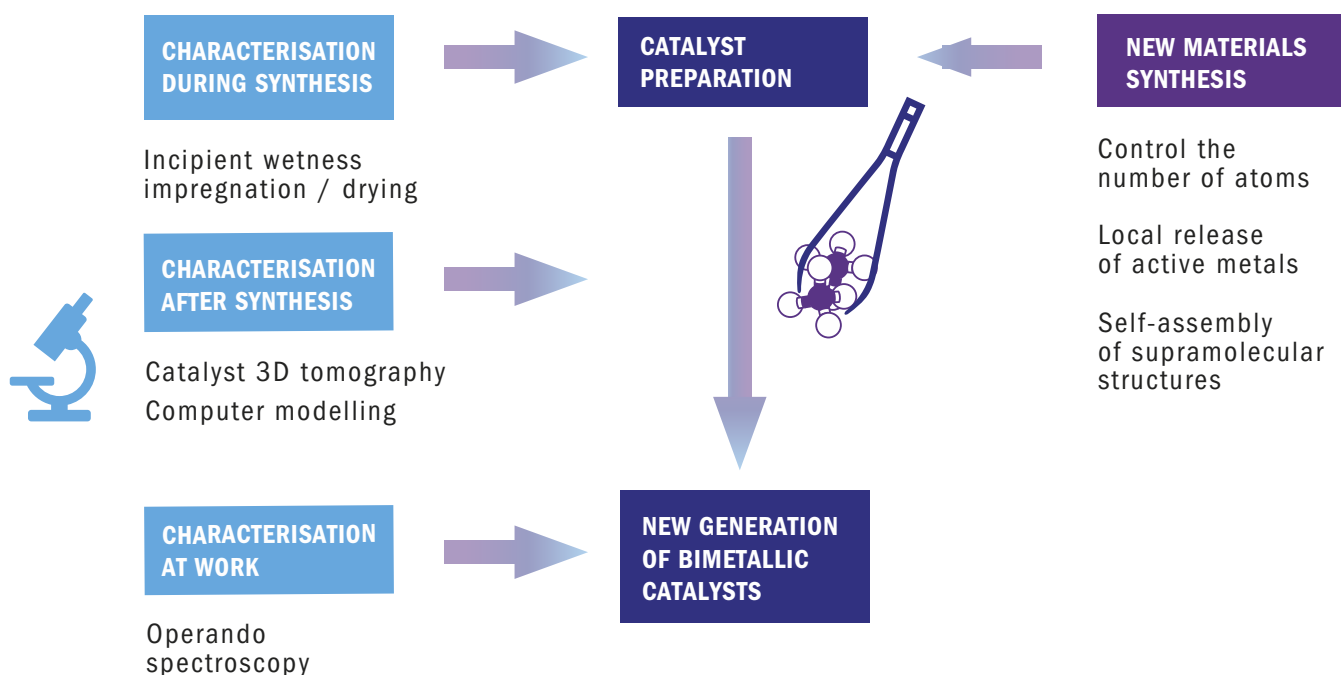 CHARACTERISATION
DURING SYNTHESIS
Incipient wetness
impregnation / drying
CHARACTERISATION
AFTER SYNTHESIS
Catalyst 3D tomography
Computer modelling
CHARACTERISATION
AT WORK
Operando
spectroscopy
CATALYST
PREPARATION
NEW GENERATION
OF BIMETALLIC
CATALYSTS
NEW MATERIALS
SYNTHESIS
Control the
number of atoms
Local release
of active metals
Self-assembly
of supramolecular
structures